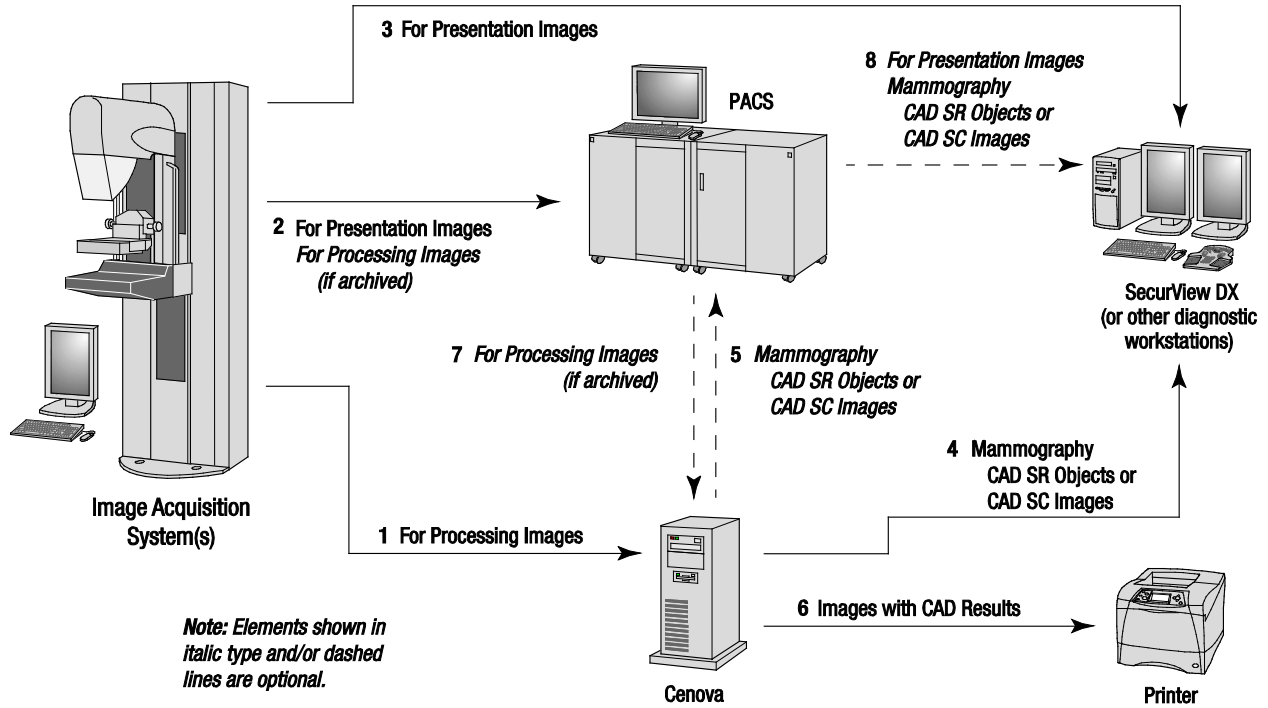 3 For Presentation Images
8 For Presentation Images
Mammography
CAD SR Objects or
CAD SC Images
PACS
2 For Presentation Images
For Processing Images
(if archived)
SecurView DX
(or other diagnostic
workstations)
7 For Processing Images
(if archived)
5 Mammography
CAD SR Objects or
CAD SC Images
4 Mammography
CAD SR Objects or
CAD SC Images
Image Acquisition
System(s)
1 For Processing Images
6 Images with CAD Results
Note: Elements shown in
italic type and/or dashed
lines are optional.
Cenova
Printer